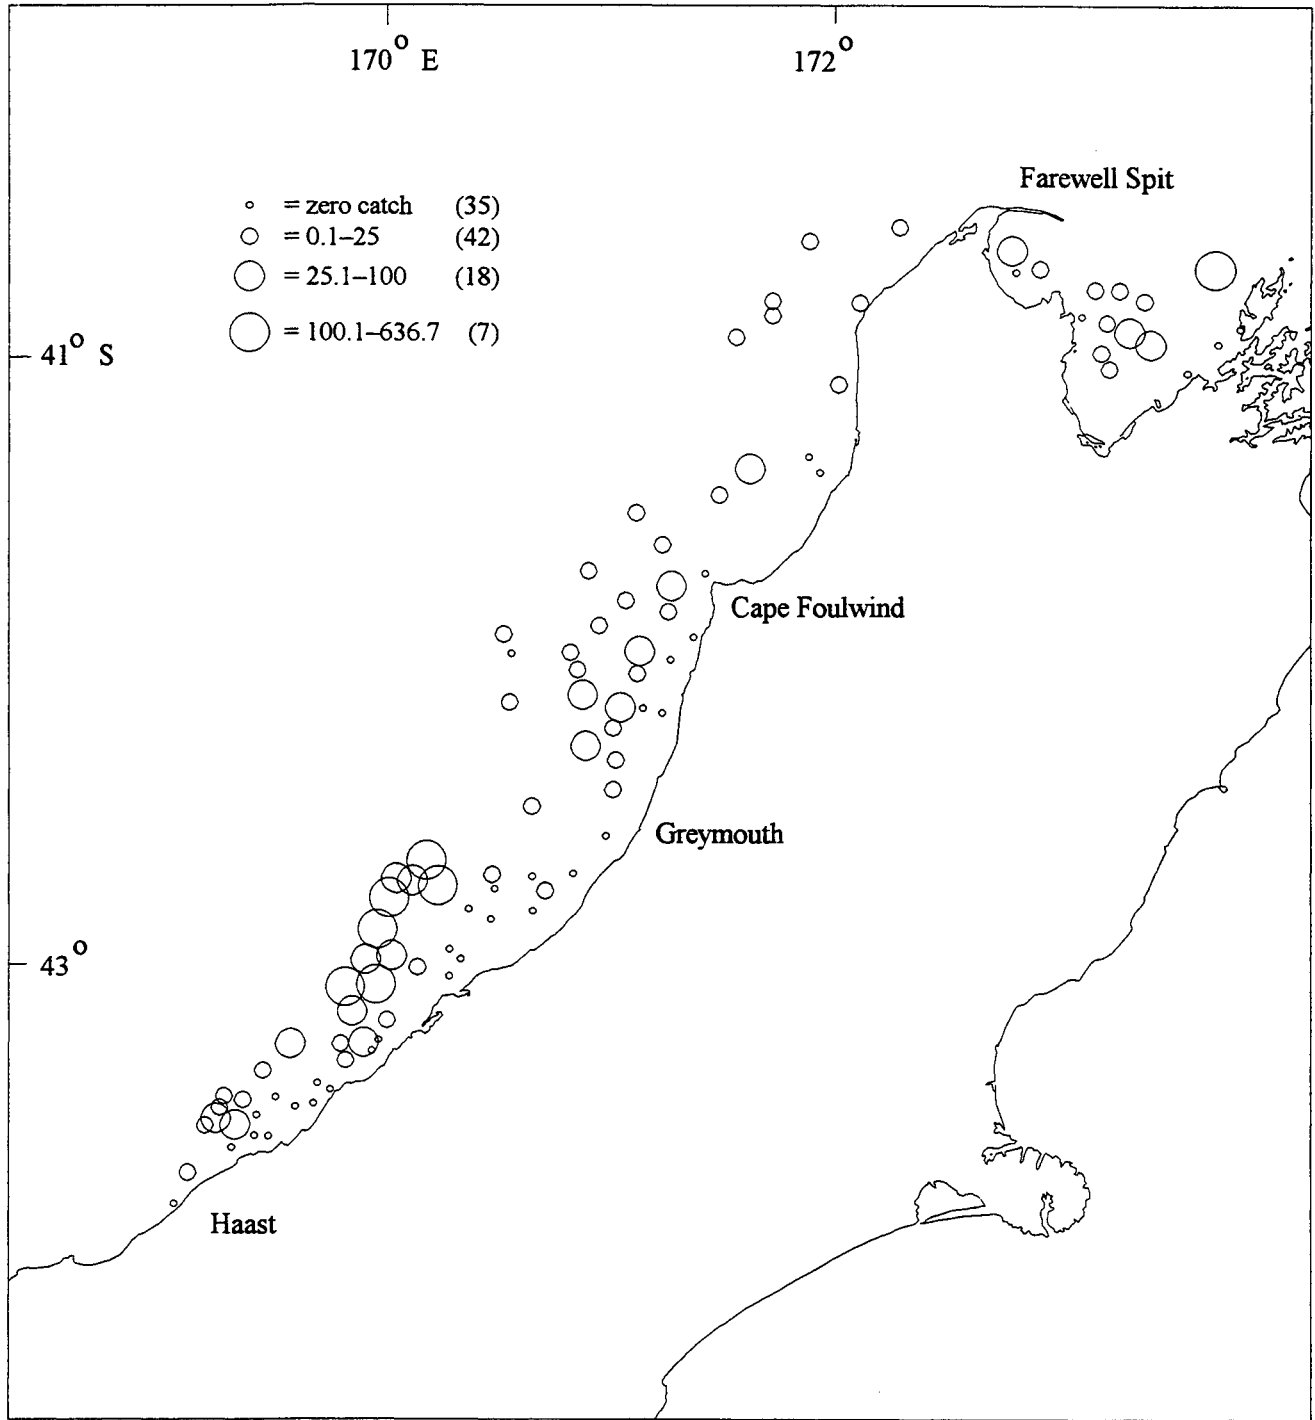 170° E
172°
Farewell Spit
= zero catch (35)
= 0.1–25 (42)
= 25.1–100 (18)
= 100.1–636.7 (7)
41° S
Cape Foulwind
Greymouth
43°
Haast